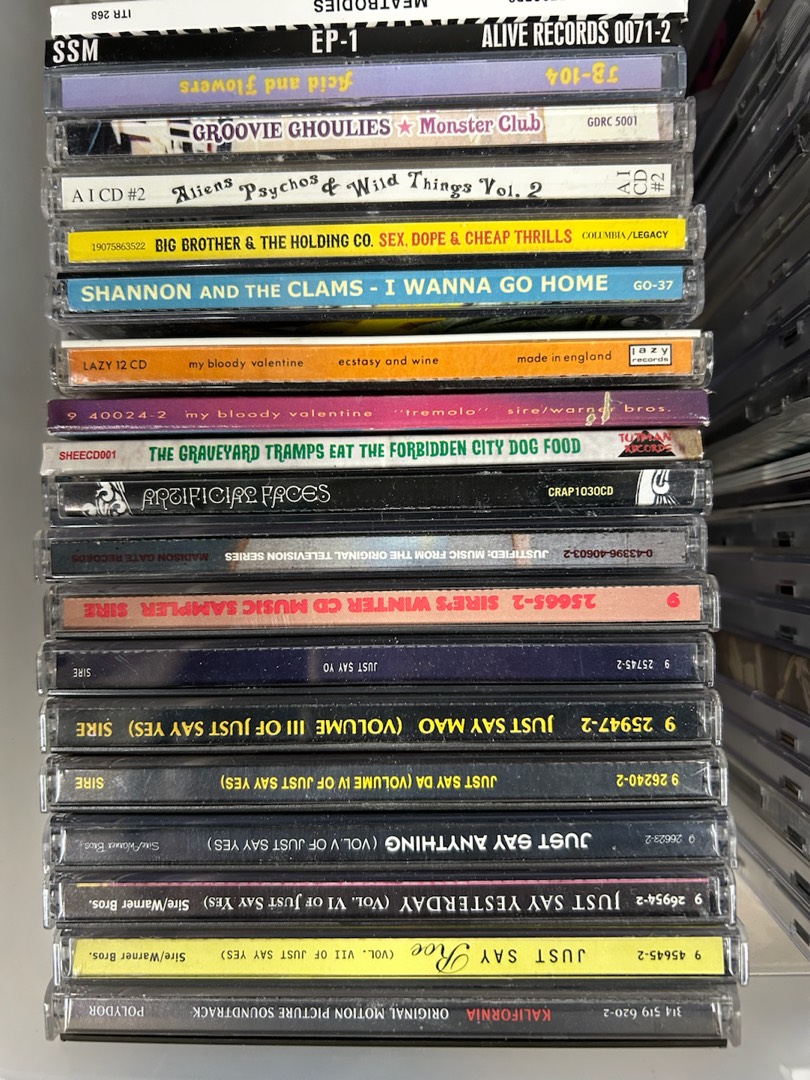 ITR 268 MEATBODIES
SSM EP-1 ALIVE RECORDS 0071-2
JB-104 Acid and Flowers
GROOVIE GHOULIES ★ Monster Club GDRC 5001
A I CD #2 Aliens Psychos & Wild Things Vol. 2 A I CD #2
19075863522 BIG BROTHER & THE HOLDING CO. SEX, DOPE & CHEAP THRILLS COLUMBIA/LEGACY
SHANNON AND THE CLAMS - I WANNA GO HOME GO-37
LAZY 12 CD my bloody valentine ecstasy and wine made in england lazy records
9 40024-2 my bloody valentine "tremolo" sire/warner bros.
SHEECD001 THE GRAVEYARD TRAMPS EAT THE FORBIDDEN CITY DOG FOOD RECORDS
ARTIFICIAL FACES CRAP1030CD
0-43396-40603-2 JUSTIFIED: MUSIC FROM THE ORIGINAL TELEVISION SERIES MADISON GATE RECORDS
9 25665-2 SIRE'S WINTER CD MUSIC SAMPLER SIRE
9 25745-2 JUST SAY YO SIRE
9 25947-2 JUST SAY MAO (VOLUME III OF JUST SAY YES) SIRE
9 26240-2 JUST SAY DA (VOLUME IV OF JUST SAY YES) SIRE
9 26623-2 JUST SAY ANYTHING (VOL.V OF JUST SAY YES) Sire/Warner Bros.
9 26954-2 JUST SAY YESTERDAY (VOL. VI OF JUST SAY YES) Sire/Warner Bros.
9 45645-2 JUST SAY Roe (VOL. VII OF JUST SAY YES) Sire/Warner Bros.
314 519 620-2 KALIFORNIA ORIGINAL MOTION PICTURE SOUNDTRACK POLYDOR